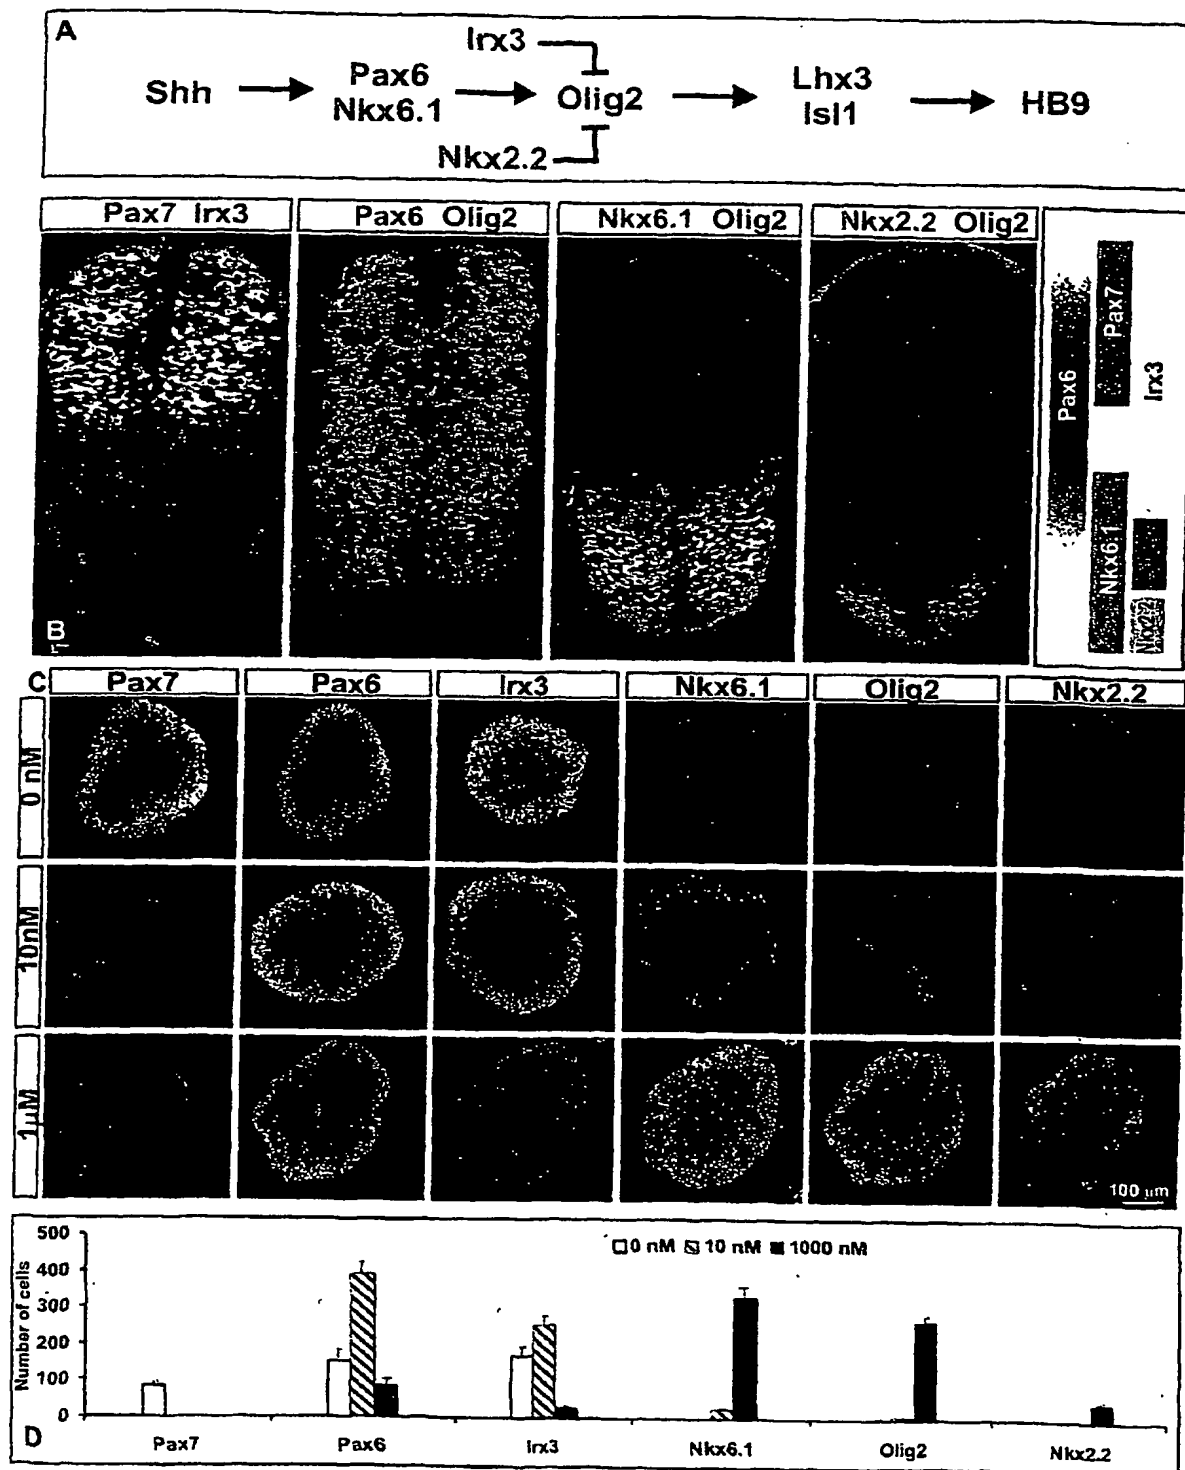 A
Irx3
Shh
Pax6
Nkx6.1
Olig2
Lhx3
Isl1
HB9
Nkx2.2
Pax7 Irx3
Pax6 Olig2
Nkx6.1 Olig2
Nkx2.2 Olig2
Pax6
Pax7
Irx3
Nkx6.1
Nkx2.2
B
C
Pax7
Pax6
Irx3
Nkx6.1
Olig2
Nkx2.2
0 nM
10nM
1µM
100 µm
500
400
300
200
100
0
Number of cells
0 nM 10 nM 1000 nM
D
Pax7
Pax6
Irx3
Nkx6.1
Olig2
Nkx2.2